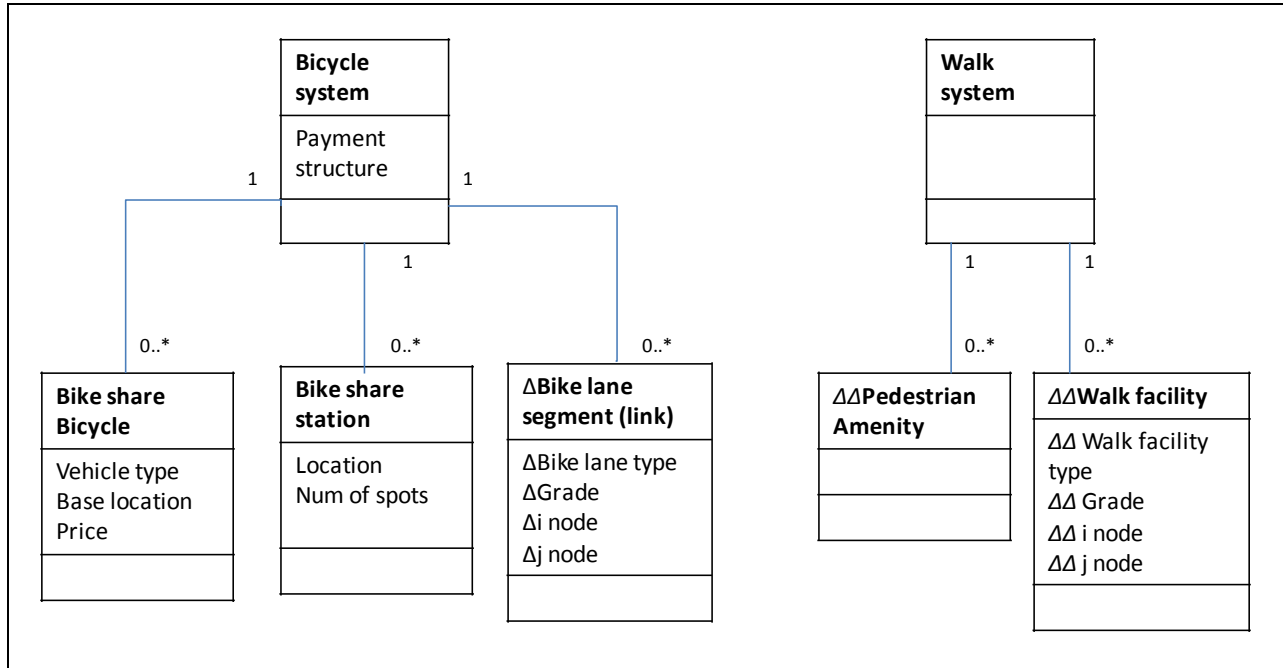 Bicycle
system
Payment
structure
Walk
system
1
1
1
1
1
0..*
0..*
0..*
0..*
0..*
Bike share
Bicycle
Vehicle type
Base location
Price
Bike share
station
Location
Num of spots
ΔBike lane
segment (link)
ΔBike lane type
ΔGrade
Δi node
Δj node
ΔΔPedestrian
Amenity
ΔΔWalk facility
ΔΔ Walk facility
type
ΔΔ Grade
ΔΔ i node
ΔΔ j node